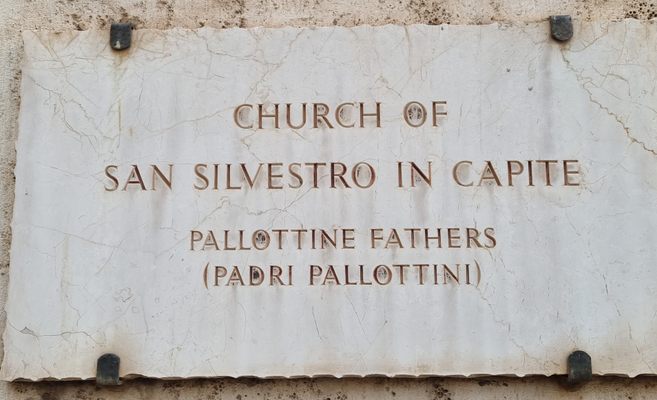 CHURCH OF
SAN SILVESTRO IN CAPITE
PALLOTTINE FATHERS
(PADRI PALLOTTINI)